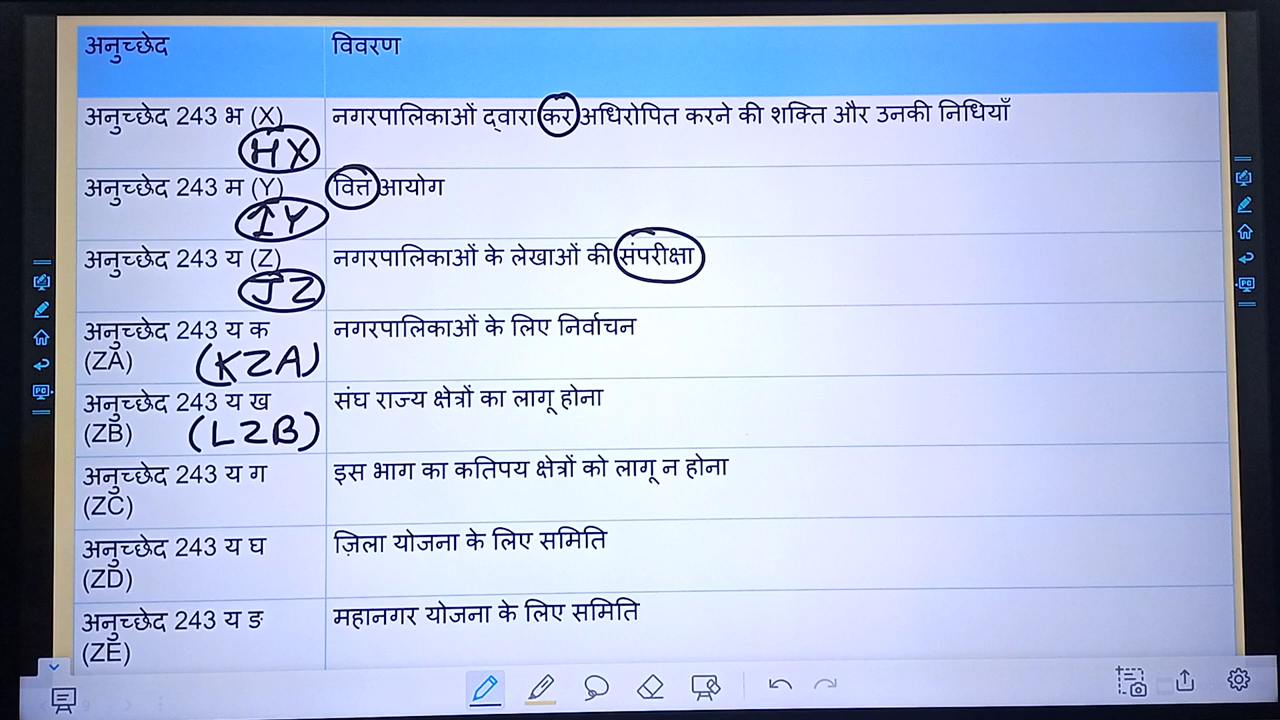 अनुच्छेद विवरण
अनुच्छेद 243 भ (X) नगरपालिकाओं द्वारा कर अधिरोपित करने की शक्ति और उनकी निधियाँ
HX
अनुच्छेद 243 म (Y) वित्त आयोग
IY
अनुच्छेद 243 य (Z) नगरपालिकाओं के लेखाओं की संपरीक्षा
JZ
अनुच्छेद 243 य क नगरपालिकाओं के लिए निर्वाचन
(ZA) (KZA)
अनुच्छेद 243 य ख संघ राज्य क्षेत्रों का लागू होना
(ZB) (LZB)
अनुच्छेद 243 य ग इस भाग का कतिपय क्षेत्रों को लागू न होना
(ZC)
अनुच्छेद 243 य घ ज़िला योजना के लिए समिति
(ZD)
अनुच्छेद 243 य ङ महानगर योजना के लिए समिति
(ZE)